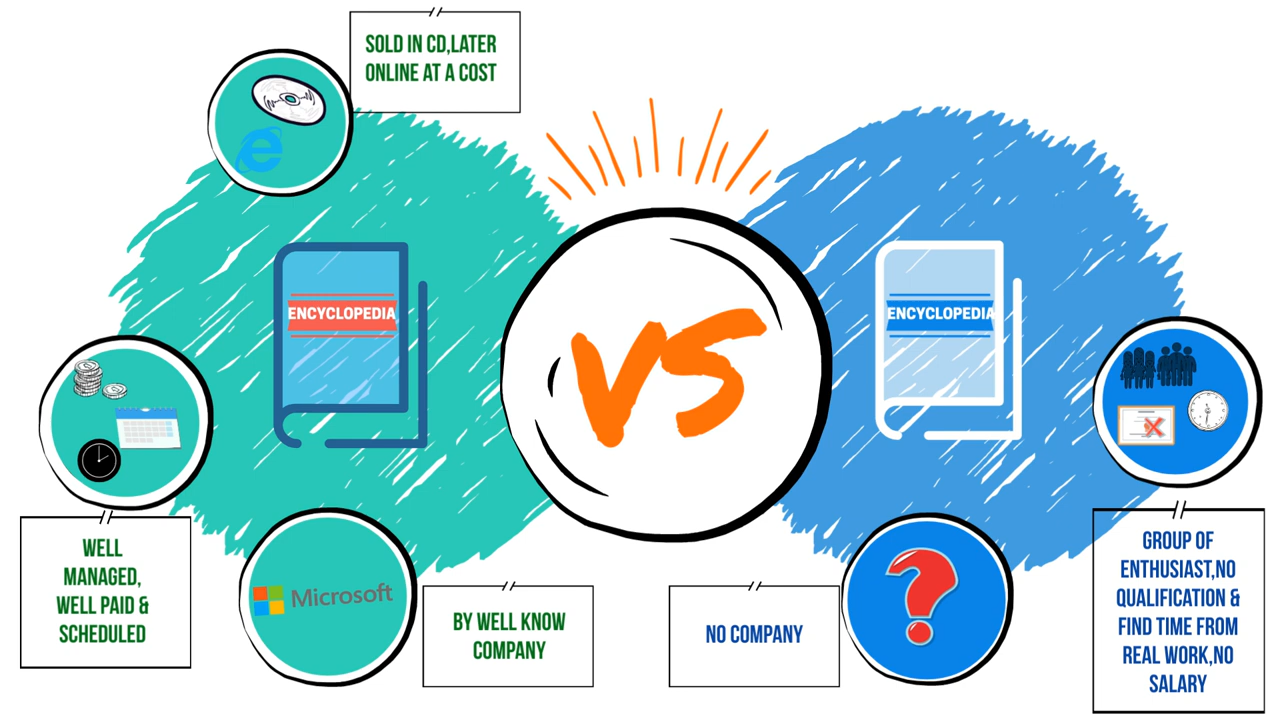 SOLD IN CD,LATER
ONLINE AT A COST
ENCYCLOPEDIA
VS
ENCYCLOPEDIA
WELL
MANAGED,
WELL PAID &
SCHEDULED
Microsoft
BY WELL KNOW
COMPANY
NO COMPANY
?
GROUP OF
ENTHUSIAST,NO
QUALIFICATION &
FIND TIME FROM
REAL WORK,NO
SALARY